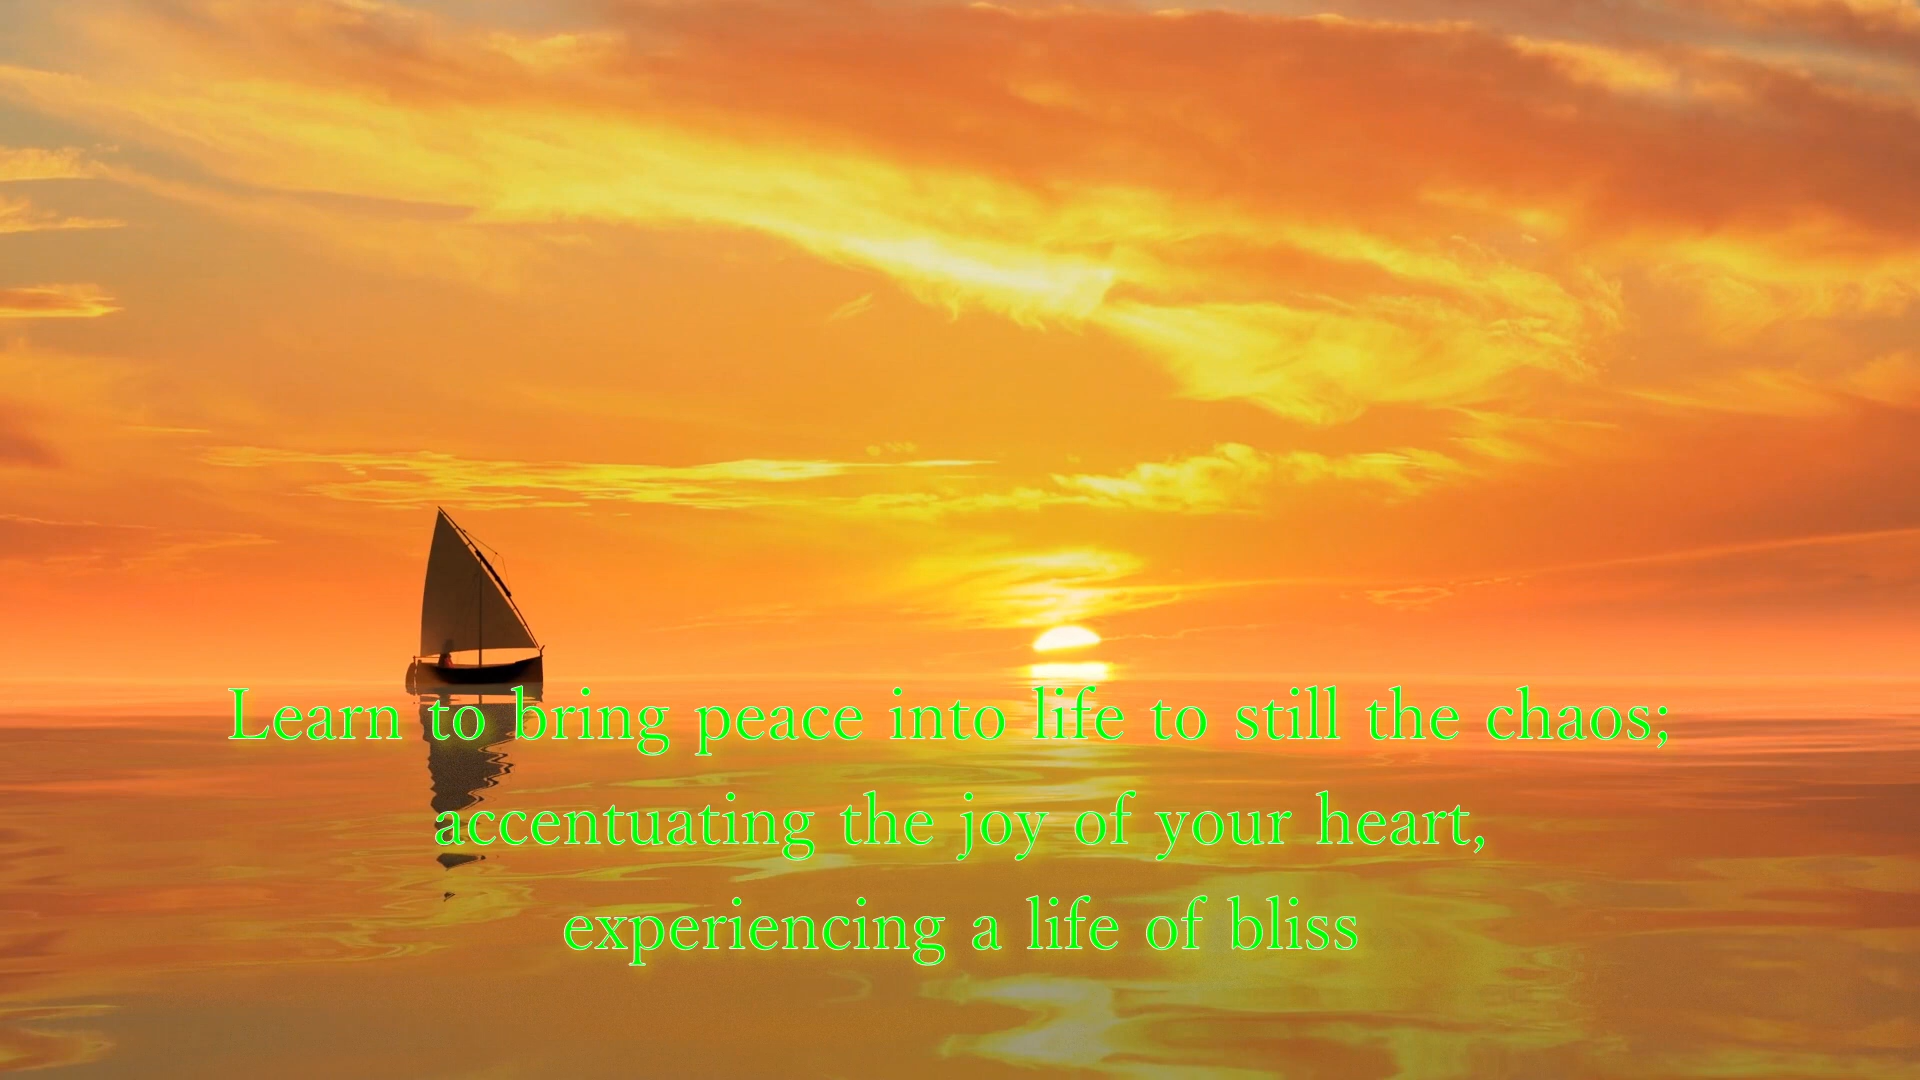 Learn to bring peace into life to still the chaos;
accentuating the joy of your heart,
experiencing a life of bliss